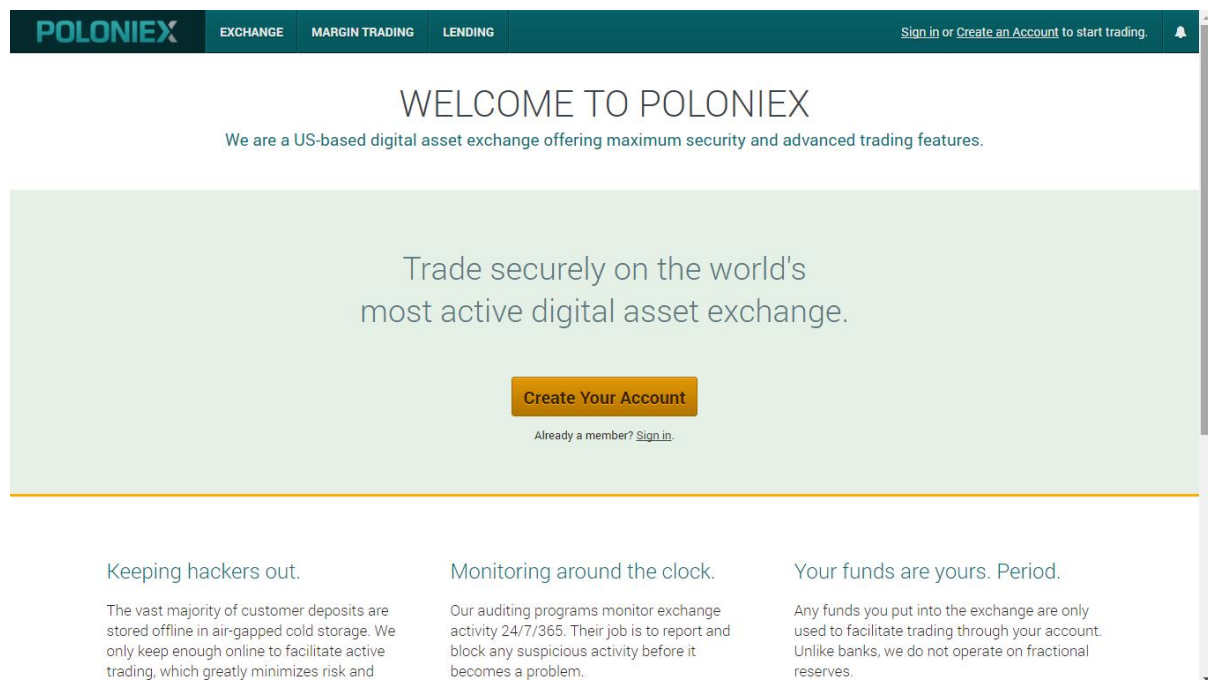 POLONIEX EXCHANGE MARGIN TRADING LENDING Sign in or Create an Account to start trading.
WELCOME TO POLONIEX
We are a US-based digital asset exchange offering maximum security and advanced trading features.
Trade securely on the world's
most active digital asset exchange.
Create Your Account
Already a member? Sign in.
Keeping hackers out.
The vast majority of customer deposits are
stored offline in air-gapped cold storage. We
only keep enough online to facilitate active
trading, which greatly minimizes risk and
Monitoring around the clock.
Our auditing programs monitor exchange
activity 24/7/365. Their job is to report and
block any suspicious activity before it
becomes a problem.
Your funds are yours. Period.
Any funds you put into the exchange are only
used to facilitate trading through your account.
Unlike banks, we do not operate on fractional
reserves.